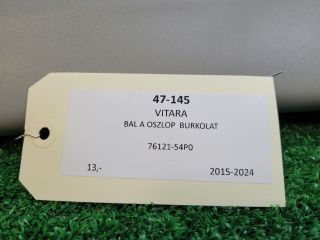 47-145
VITARA
BAL A OSZLOP BURKOLAT
76121-54P0
13,- 2015-2024